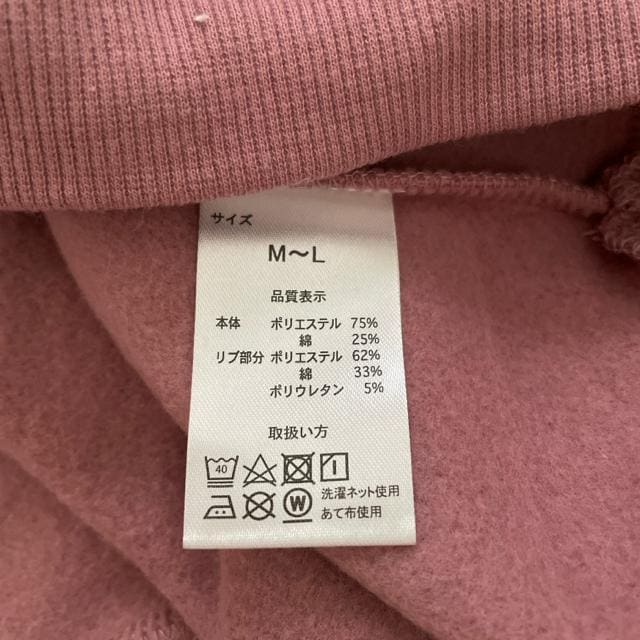 サイズ
M〜L
品質表示
本体 ポリエステル 75%
綿 25%
リブ部分 ポリエステル 62%
綿 33%
ポリウレタン 5%
取扱い方
40
W 洗濯ネット使用
あて布使用